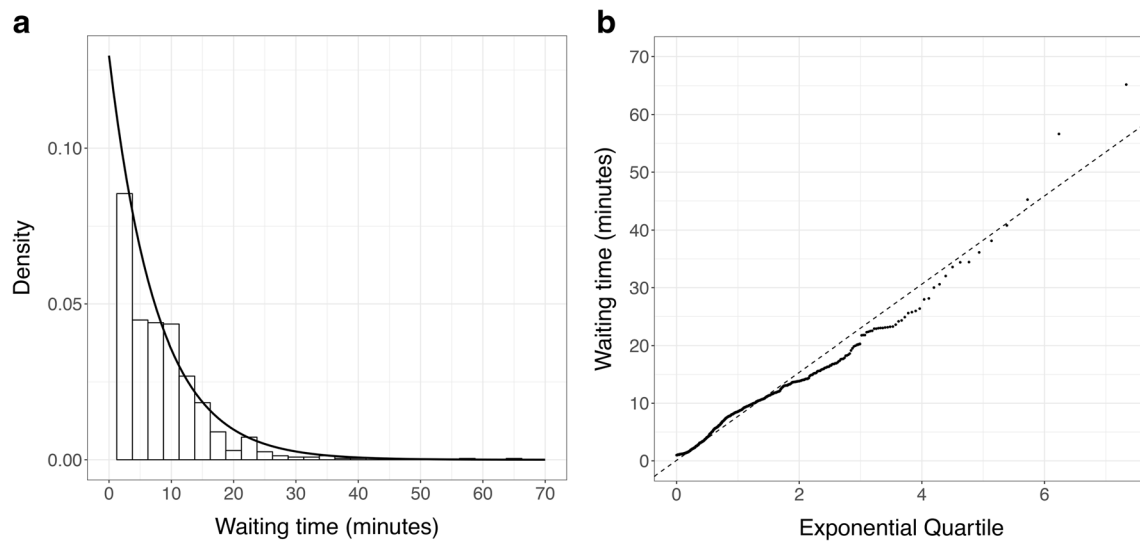 a
0.10
0.05
0.00
Density
0 10 20 30 40 50 60 70
Waiting time (minutes)
b
70
60
50
40
30
20
10
0
Waiting time (minutes)
0 2 4 6
Exponential Quartile